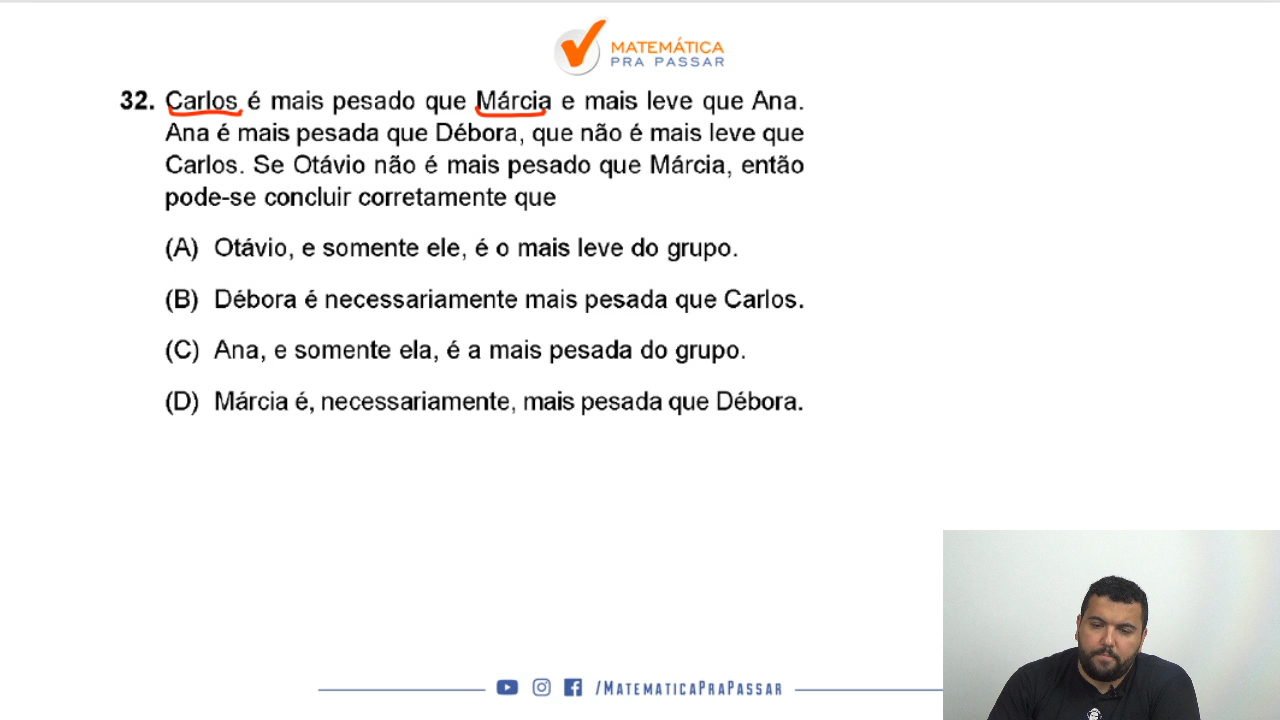 MATEMÁTICA
PRA PASSAR
32. Carlos é mais pesado que Márcia e mais leve que Ana.
Ana é mais pesada que Débora, que não é mais leve que
Carlos. Se Otávio não é mais pesado que Márcia, então
pode-se concluir corretamente que
(A) Otávio, e somente ele, é o mais leve do grupo.
(B) Débora é necessariamente mais pesada que Carlos.
(C) Ana, e somente ela, é a mais pesada do grupo.
(D) Márcia é, necessariamente, mais pesada que Débora.
/MATEMATICAPRAPASSAR